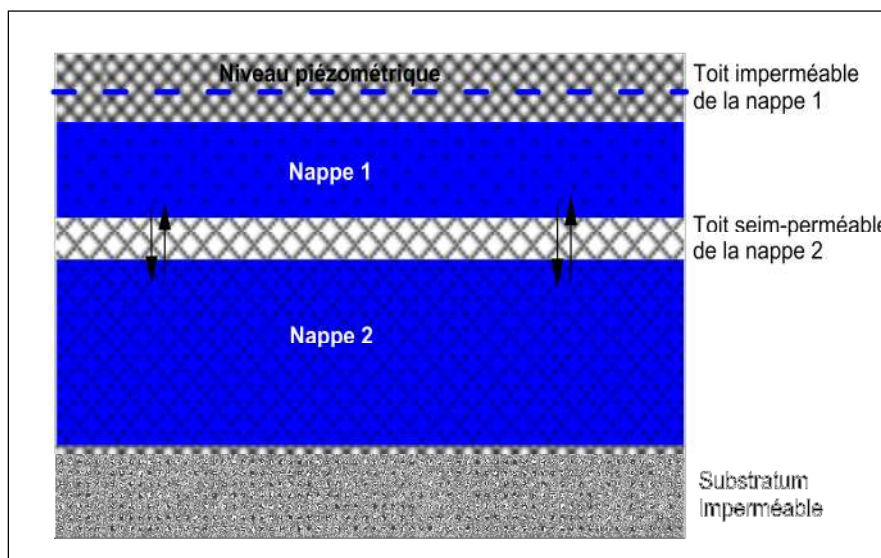 Niveau piézométrique
Toit imperméable
de la nappe 1
Nappe 1
Toit seim-perméable
de la nappe 2
Nappe 2
Substratum
Imperméable